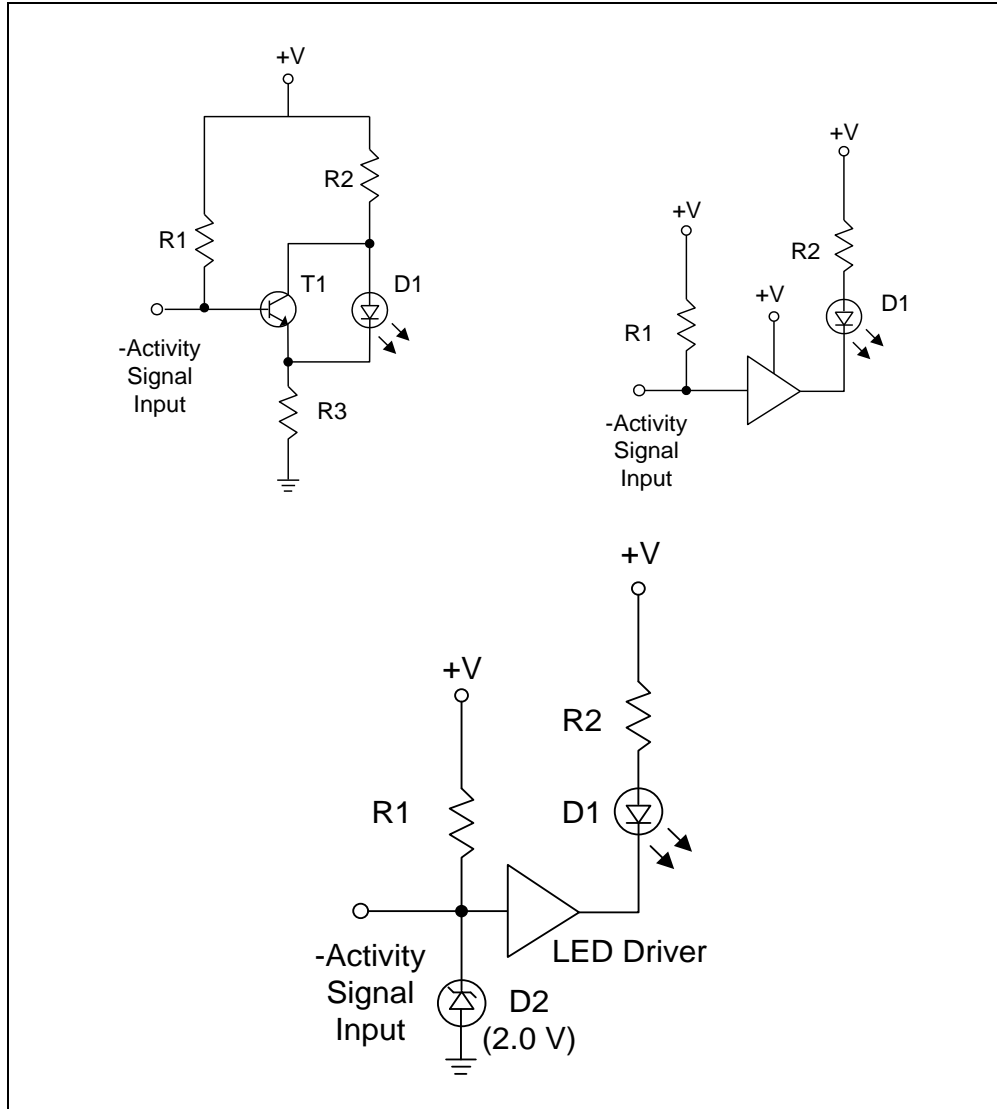 +V
R2
R1
T1
D1
-Activity
Signal
Input
R3
+V
+V
R2
+V
D1
R1
-Activity
Signal
Input
+V
+V
R2
R1
D1
LED Driver
-Activity
Signal
Input
D2
(2.0 V)